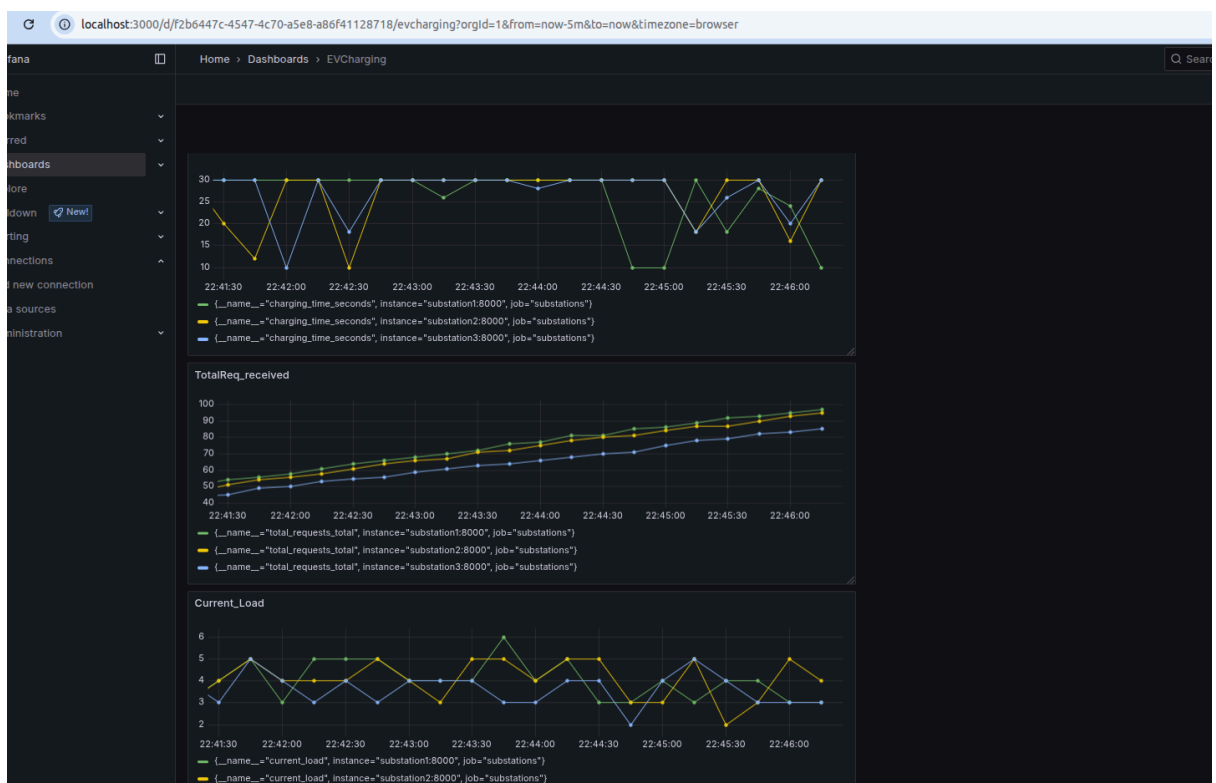 localhost:3000/d/f2b6447c-4547-4c70-a5e8-a86f41128718/evcharging?orgId=1&from=now-5m&to=now&timezone=browser
fana
Home › Dashboards › EVCharging
Sear
me
okmarks
rred
shboards
lore
ldown New!
rting
nnections
d new connection
a sources
ministration
30
25
20
15
10
22:41:30 22:42:00 22:42:30 22:43:00 22:43:30 22:44:00 22:44:30 22:45:00 22:45:30 22:46:00
{__name__="charging_time_seconds", instance="substation1:8000", job="substations"}
{__name__="charging_time_seconds", instance="substation2:8000", job="substations"}
{__name__="charging_time_seconds", instance="substation3:8000", job="substations"}
TotalReq_received
100
90
80
70
60
50
40
22:41:30 22:42:00 22:42:30 22:43:00 22:43:30 22:44:00 22:44:30 22:45:00 22:45:30 22:46:00
{__name__="total_requests_total", instance="substation1:8000", job="substations"}
{__name__="total_requests_total", instance="substation2:8000", job="substations"}
{__name__="total_requests_total", instance="substation3:8000", job="substations"}
Current_Load
6
5
4
3
2
22:41:30 22:42:00 22:42:30 22:43:00 22:43:30 22:44:00 22:44:30 22:45:00 22:45:30 22:46:00
{__name__="current_load", instance="substation1:8000", job="substations"}
{__name__="current_load", instance="substation2:8000", job="substations"}